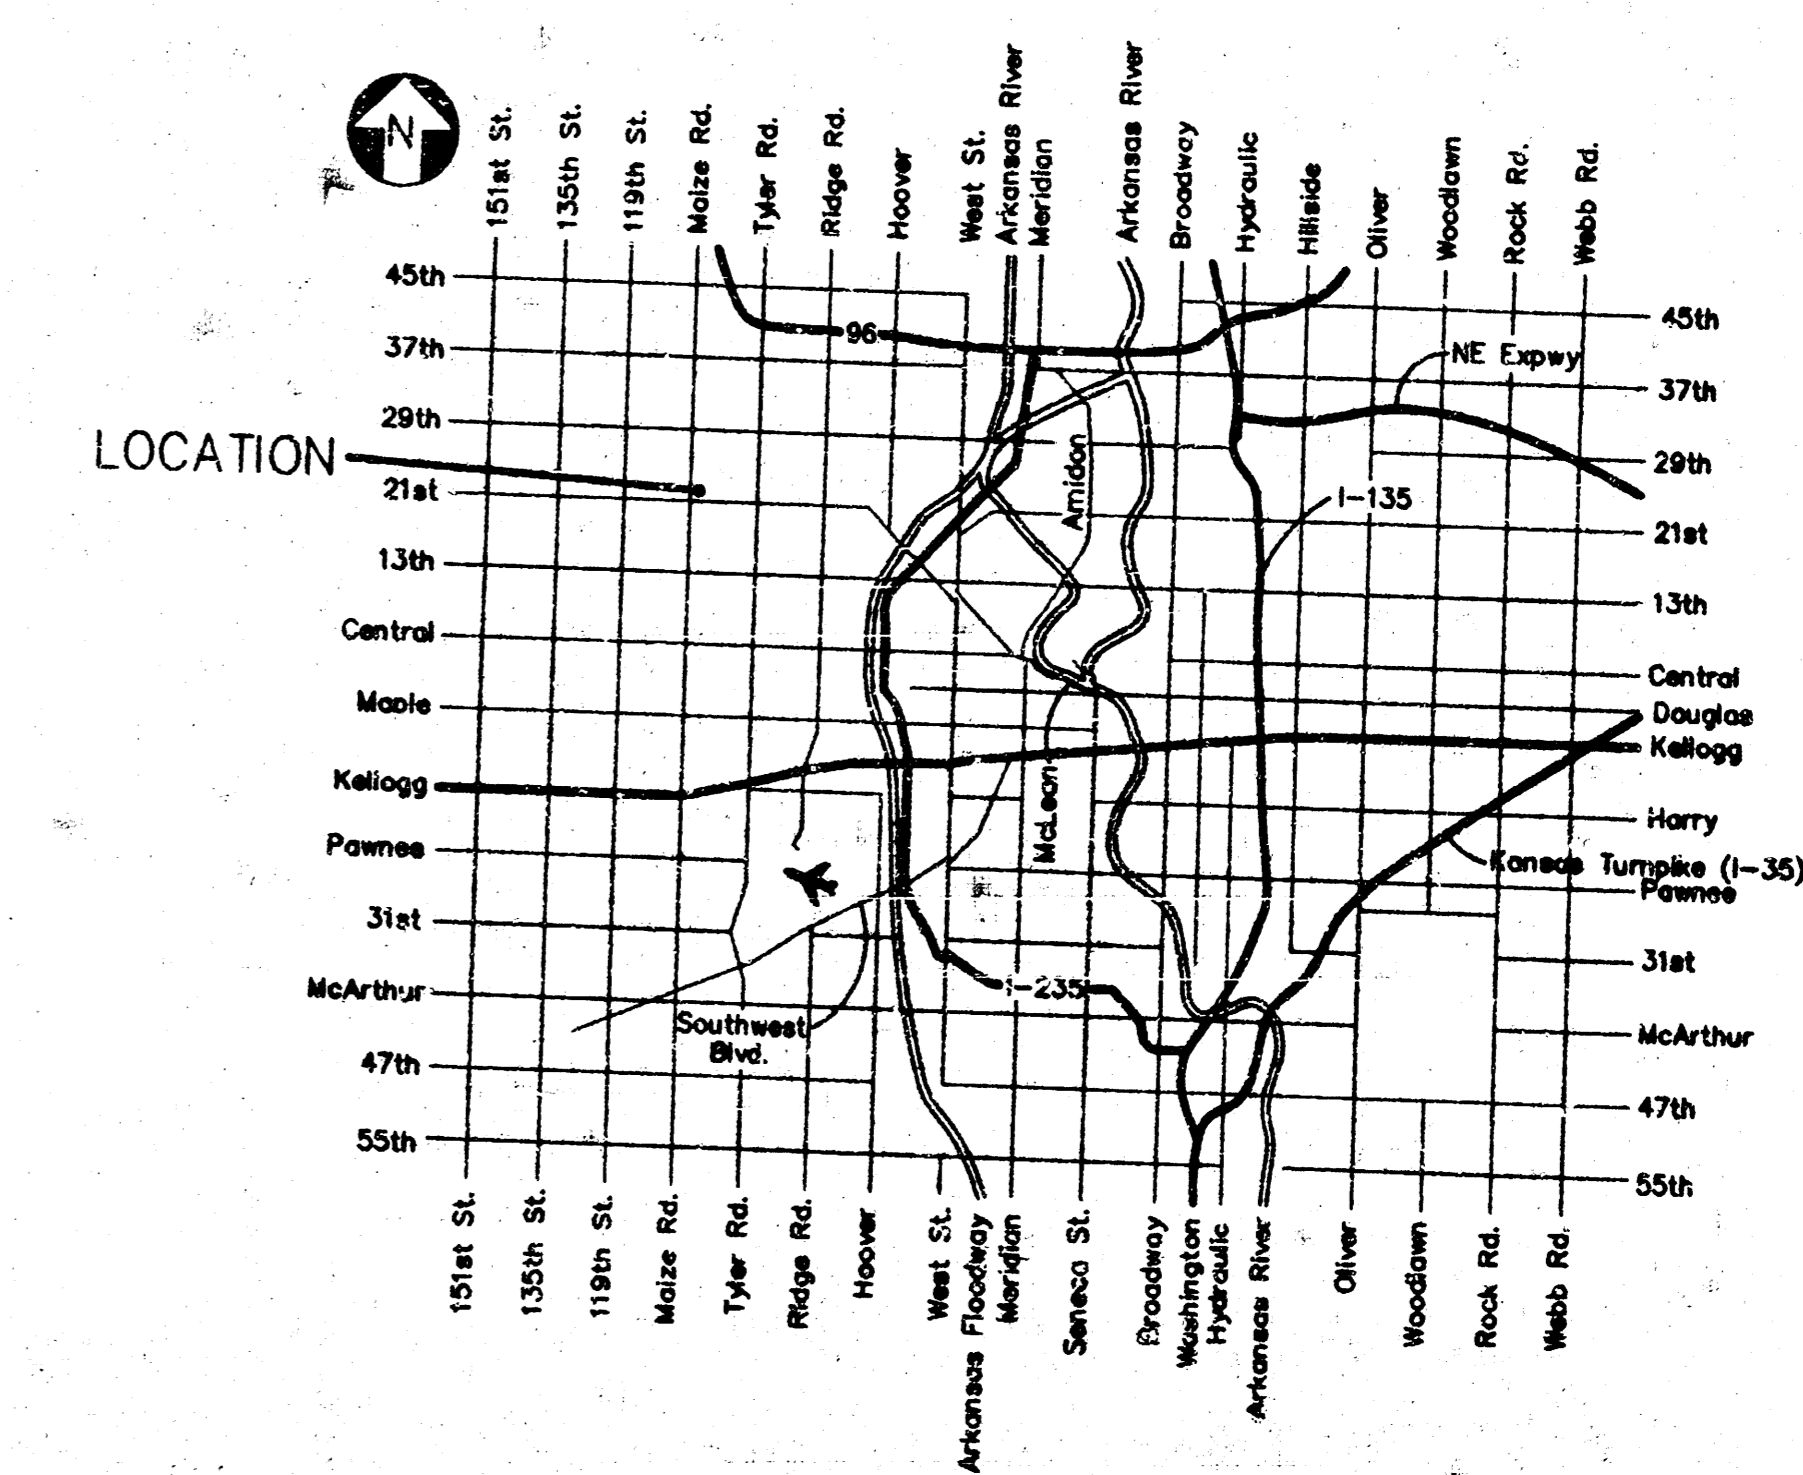 N
151st St.
135th St.
119th St.
Maize Rd.
Tyler Rd.
Ridge Rd.
Hoover
West St.
Arkansas River
Meridian
Arkansas River
Broadway
Hydraulic
Hillside
Oliver
Woodlawn
Rock Rd.
Webb Rd.
45th
96
45th
37th
NE Expwy
37th
29th
Amidon
29th
LOCATION
21st
I-135
21st
13th
13th
Central
Central
Maple
Douglas
Kellogg
Kellogg
McLean
Harry
Pawnee
Kansas Turnpike (I-35)
Pawnee
31st
31st
McArthur
I-235
Southwest
Blvd.
McArthur
47th
47th
55th
55th
151st St.
135th St.
119th St.
Maize Rd.
Tyler Rd.
Ridge Rd.
Hoover
West St.
Arkansas Floodway
Meridian
Seneca St.
Broadway
Washington
Hydraulic
Arkansas River
Oliver
Woodlawn
Rock Rd.
Webb Rd.